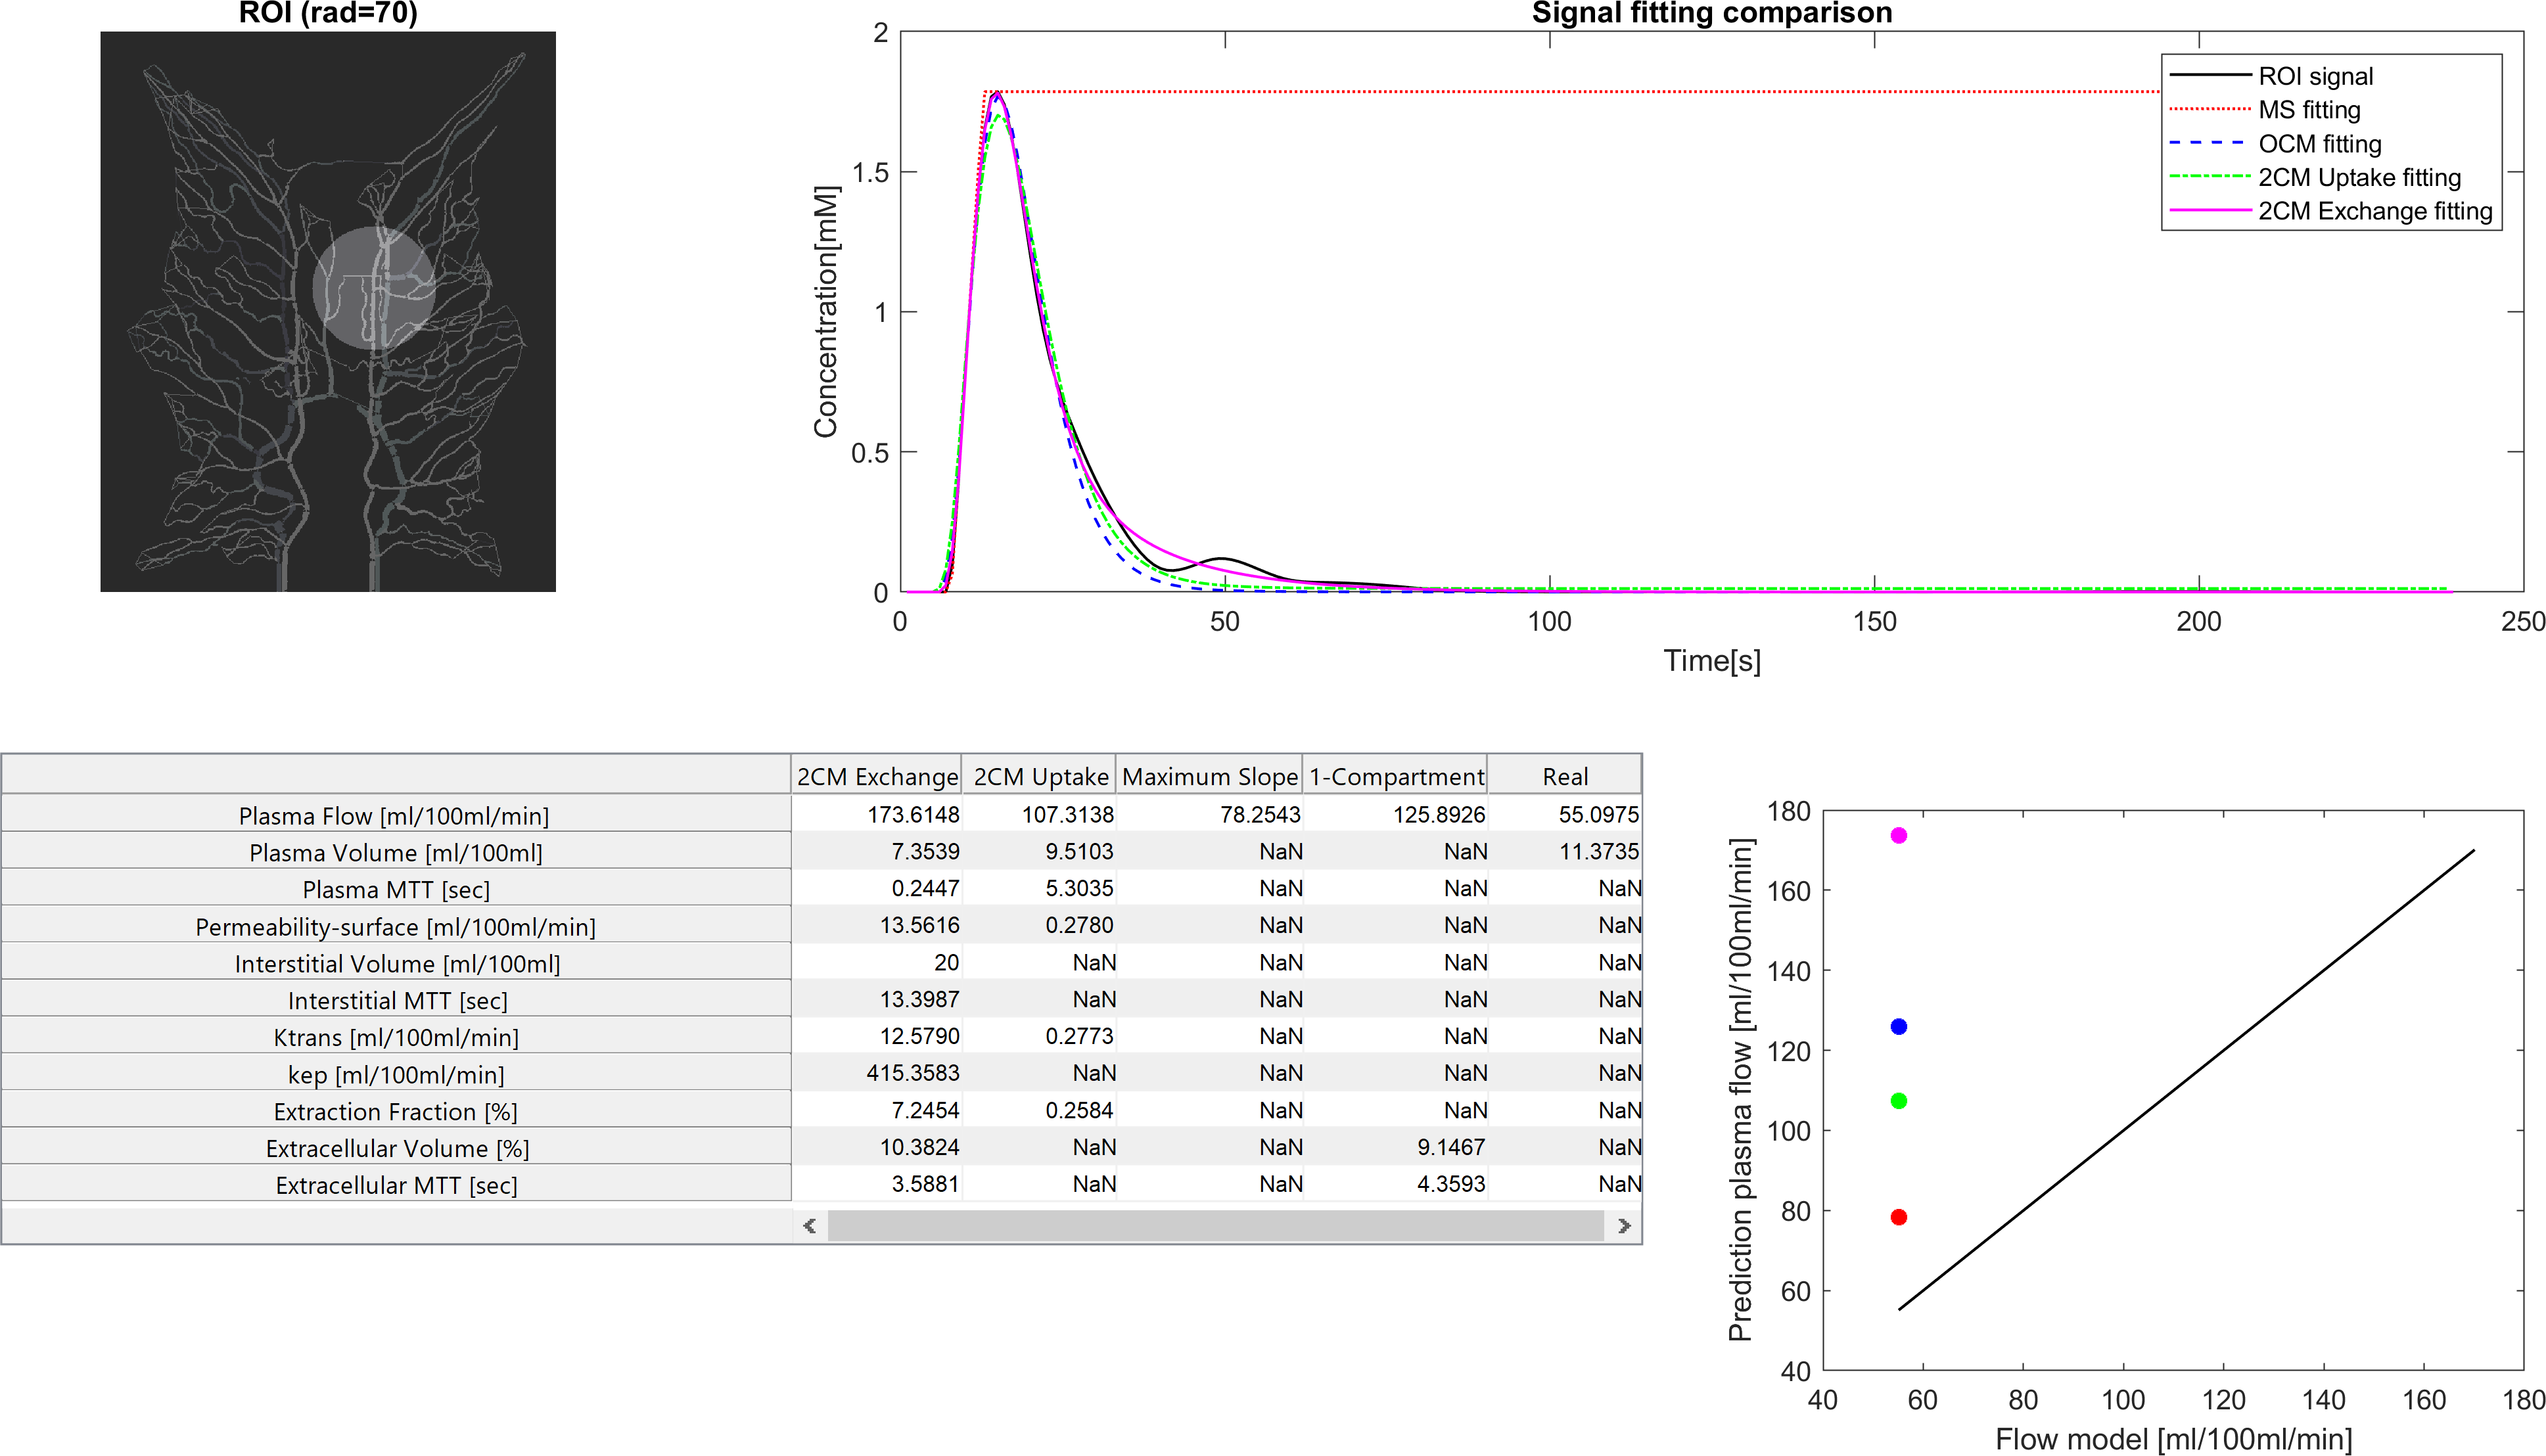 ROI (rad=70)
Signal fitting comparison
2
1.5
1
0.5
0
Concentration[mM]
0 50 100 150 200 250
Time[s]
ROI signal
MS fitting
OCM fitting
2CM Uptake fitting
2CM Exchange fitting
2CM Exchange 2CM Uptake Maximum Slope 1-Compartment Real
Plasma Flow [ml/100ml/min] 173.6148 107.3138 78.2543 125.8926 55.0975
Plasma Volume [ml/100ml] 7.3539 9.5103 NaN NaN 11.3735
Plasma MTT [sec] 0.2447 5.3035 NaN NaN NaN
Permeability-surface [ml/100ml/min] 13.5616 0.2780 NaN NaN NaN
Interstitial Volume [ml/100ml] 20 NaN NaN NaN NaN
Interstitial MTT [sec] 13.3987 NaN NaN NaN NaN
Ktrans [ml/100ml/min] 12.5790 0.2773 NaN NaN NaN
kep [ml/100ml/min] 415.3583 NaN NaN NaN NaN
Extraction Fraction [%] 7.2454 0.2584 NaN NaN NaN
Extracellular Volume [%] 10.3824 NaN NaN 9.1467 NaN
Extracellular MTT [sec] 3.5881 NaN NaN 4.3593 NaN
180
160
140
120
100
80
60
40
Prediction plasma flow [ml/100ml/min]
40 60 80 100 120 140 160 180
Flow model [ml/100ml/min]